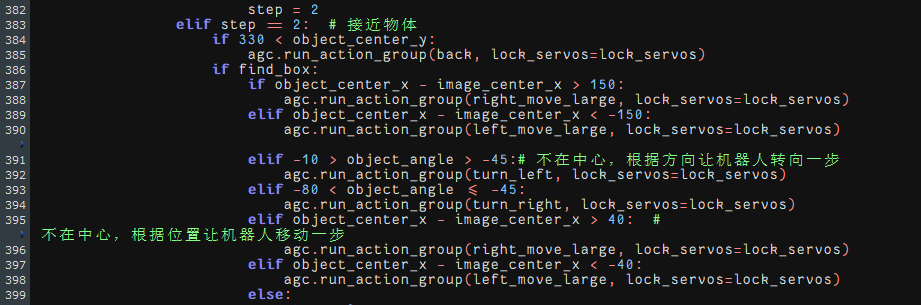 382 step = 2
383 elif step == 2: # 接近物体
384 if 330 < object_center_y:
385 agc.run_action_group(back, lock_servos=lock_servos)
386 if find_box:
387 if object_center_x - image_center_x > 150:
388 agc.run_action_group(right_move_large, lock_servos=lock_servos)
389 elif object_center_x - image_center_x < -150:
390 agc.run_action_group(left_move_large, lock_servos=lock_servos)
391 elif -10 > object_angle > -45:# 不在中心，根据方向让机器人转向一步
392 agc.run_action_group(turn_left, lock_servos=lock_servos)
393 elif -80 < object_angle <= -45:
394 agc.run_action_group(turn_right, lock_servos=lock_servos)
395 elif object_center_x - image_center_x > 40: #
不在中心，根据位置让机器人移动一步
396 agc.run_action_group(right_move_large, lock_servos=lock_servos)
397 elif object_center_x - image_center_x < -40:
398 agc.run_action_group(left_move_large, lock_servos=lock_servos)
399 else: